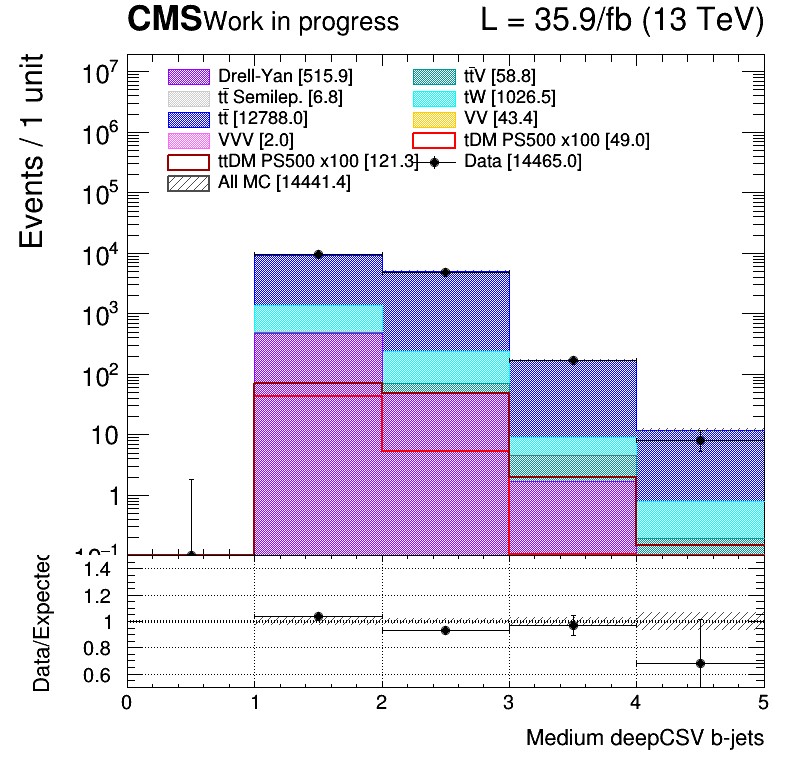 CMS Work in progress L = 35.9/fb (13 TeV)
Events / 1 unit
Drell-Yan [515.9] tt̄V [58.8]
tt̄ Semilep. [6.8] tW [1026.5]
tt̄ [12788.0] VV [43.4]
VVV [2.0] tDM PS500 x100 [49.0]
ttDM PS500 x100 [121.3] Data [14465.0]
All MC [14441.4]
10⁷
10⁶
10⁵
10⁴
10³
10²
10
1
10⁻¹
Data/Expected
1.4
1.2
1
0.8
0.6
0 1 2 3 4 5
Medium deepCSV b-jets